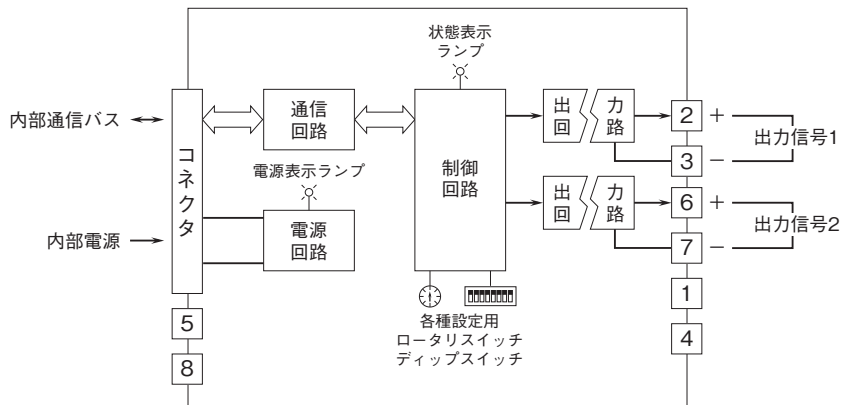 状態表示
ランプ
内部通信バス
コネクタ
通信
回路
制御
回路
出
回
力
路
2
+
3
−
出力信号1
電源表示ランプ
内部電源
電源
回路
出
回
力
路
6
+
7
−
出力信号2
1
4
5
8
各種設定用
ロータリスイッチ
ディップスイッチ